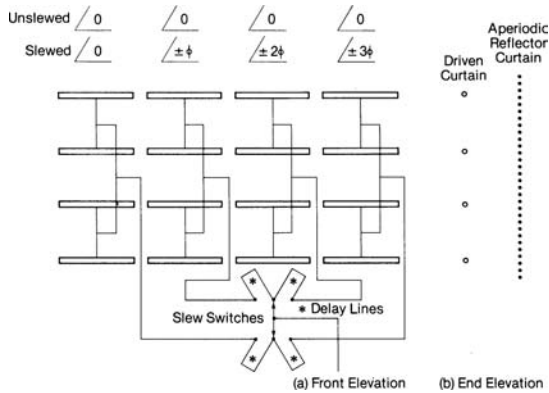 Unslewed 0 0 0 0
Slewed 0 ± ϕ ± 2ϕ ± 3ϕ
Aperiodic
Reflector
Curtain
Driven
Curtain
* *
Slew Switches * Delay Lines
* *
(a) Front Elevation (b) End Elevation